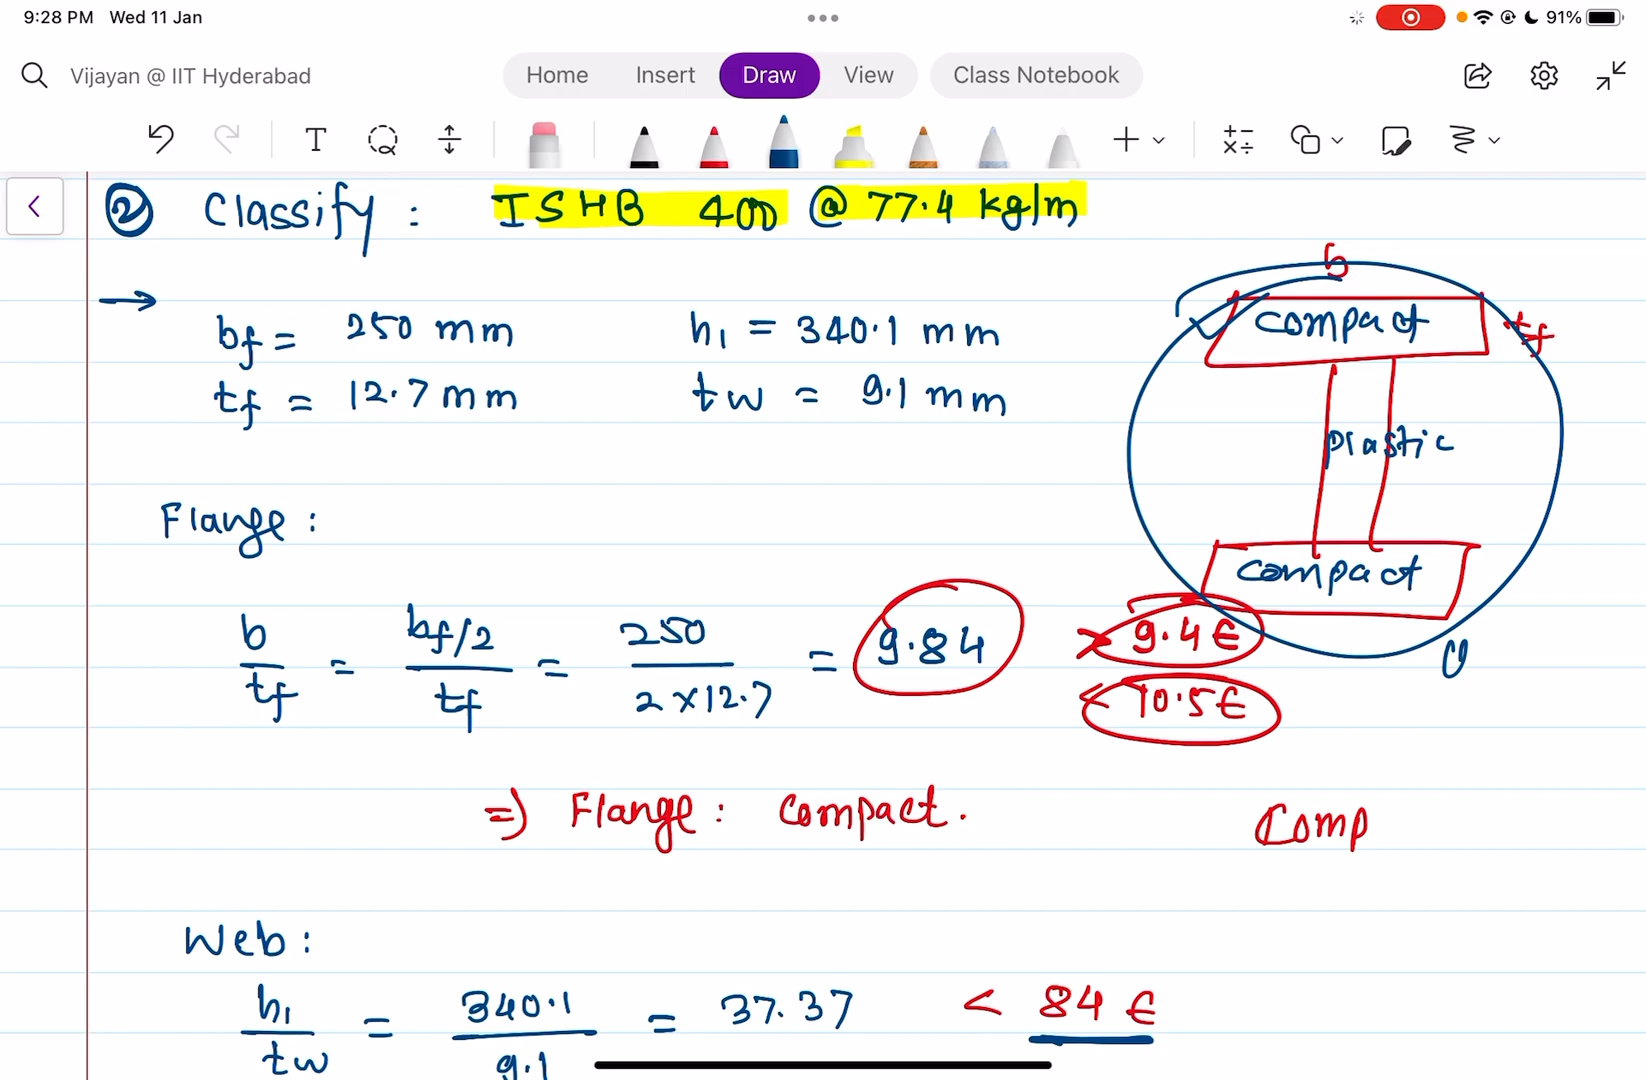 9:28 PM Wed 11 Jan
91%
Vijayan @ IIT Hyderabad
Home Insert Draw View Class Notebook
② Classify : ISHB 400 @ 77.4 kg/m
b
→
bf = 250 mm h₁ = 340.1 mm
compact
tf
tf = 12.7 mm tw = 9.1 mm
plastic
Flange :
compact
b/tf = (bf/2)/tf = 250/(2×12.7) = 9.84
> 9.4 ϵ
< 10.5 ϵ
=> Flange : Compact.
Comp
Web :
h₁/tw = 340.1/9.1 = 37.37 < 84 ϵ